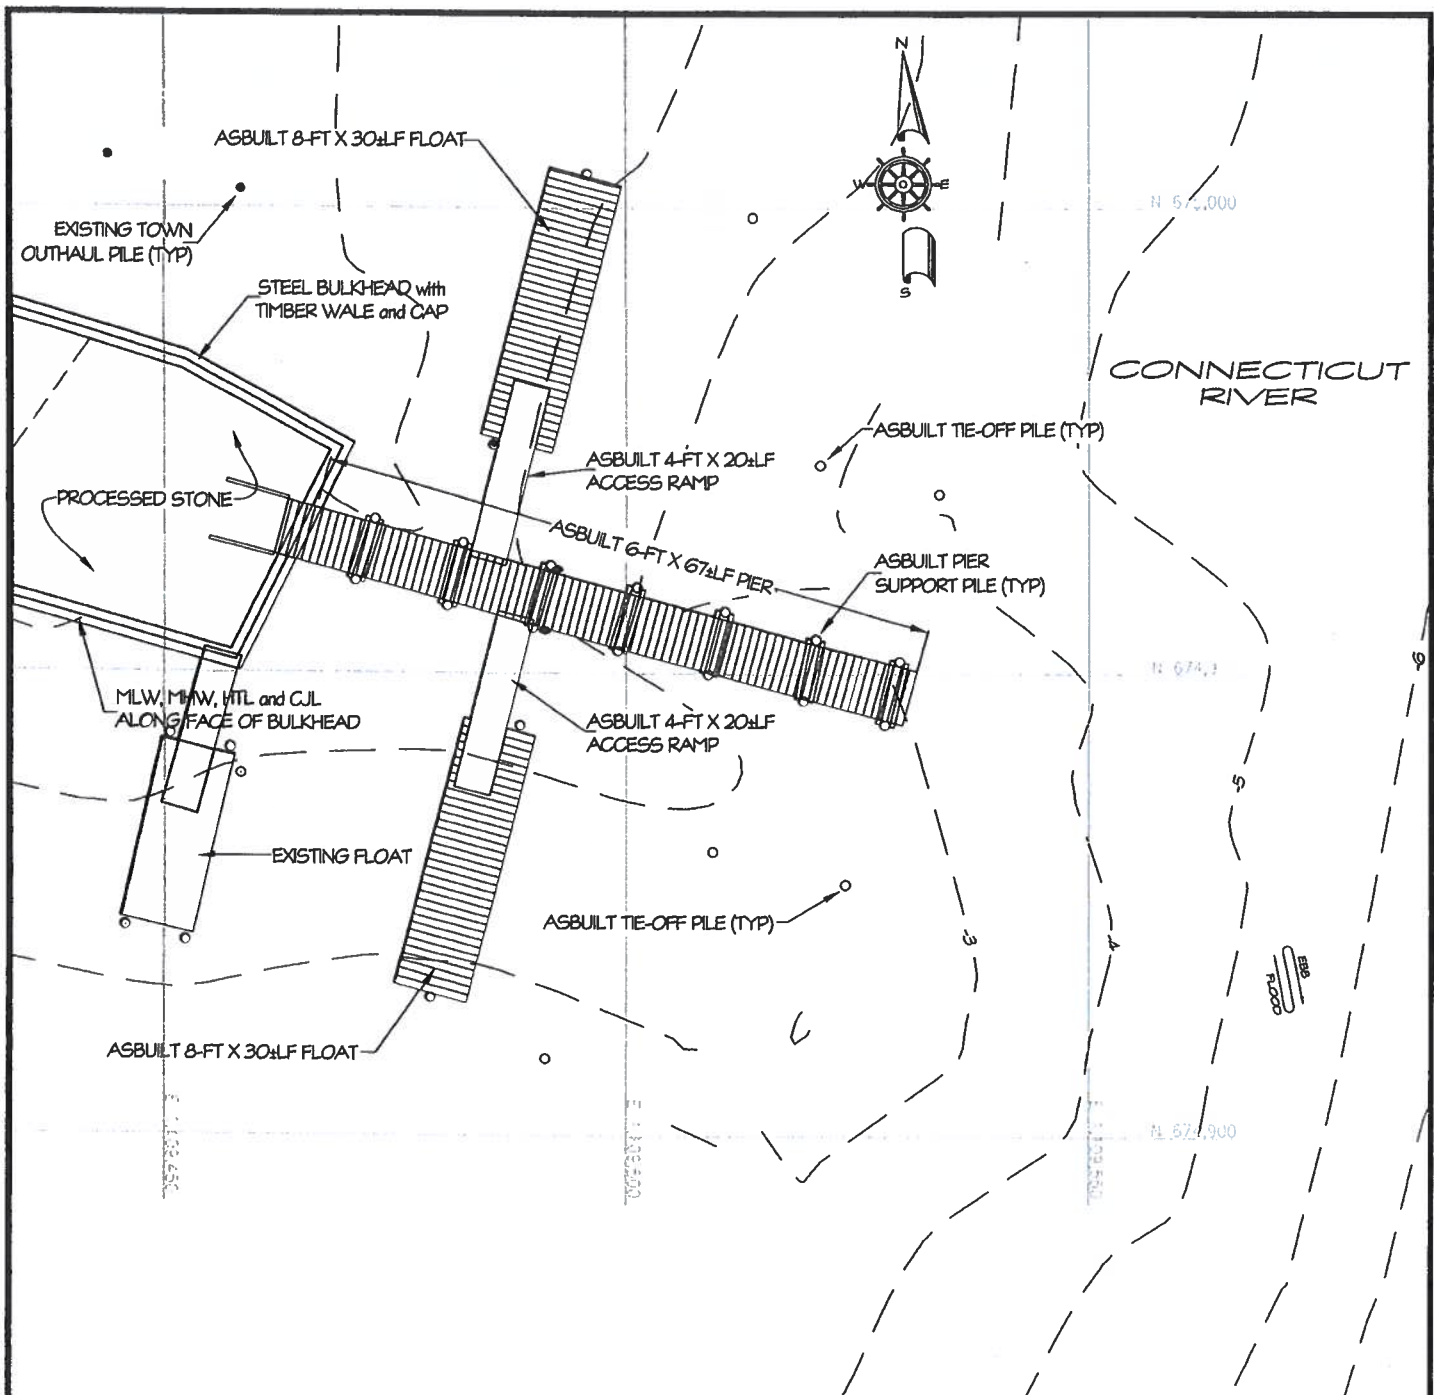 N
ASBUILT 8-FT X 30±LF FLOAT
W
E
EXISTING TOWN
OUTHAUL PILE (TYP)
S
STEEL BULKHEAD with
TIMBER WALE and CAP
CONNECTICUT
RIVER
ASBUILT TIE-OFF PILE (TYP)
ASBUILT 4-FT X 20±LF
ACCESS RAMP
PROCESSED STONE
ASBUILT 6-FT X 67±LF PIER
ASBUILT PIER
SUPPORT PILE (TYP)
-6
MLW, MHW, HTL and CJL
ALONG FACE OF BULKHEAD
ASBUILT 4-FT X 20±LF
ACCESS RAMP
-5
EXISTING FLOAT
ASBUILT TIE-OFF PILE (TYP)
-3
-4
EBB
FLOOD
ASBUILT 8-FT X 30±LF FLOAT